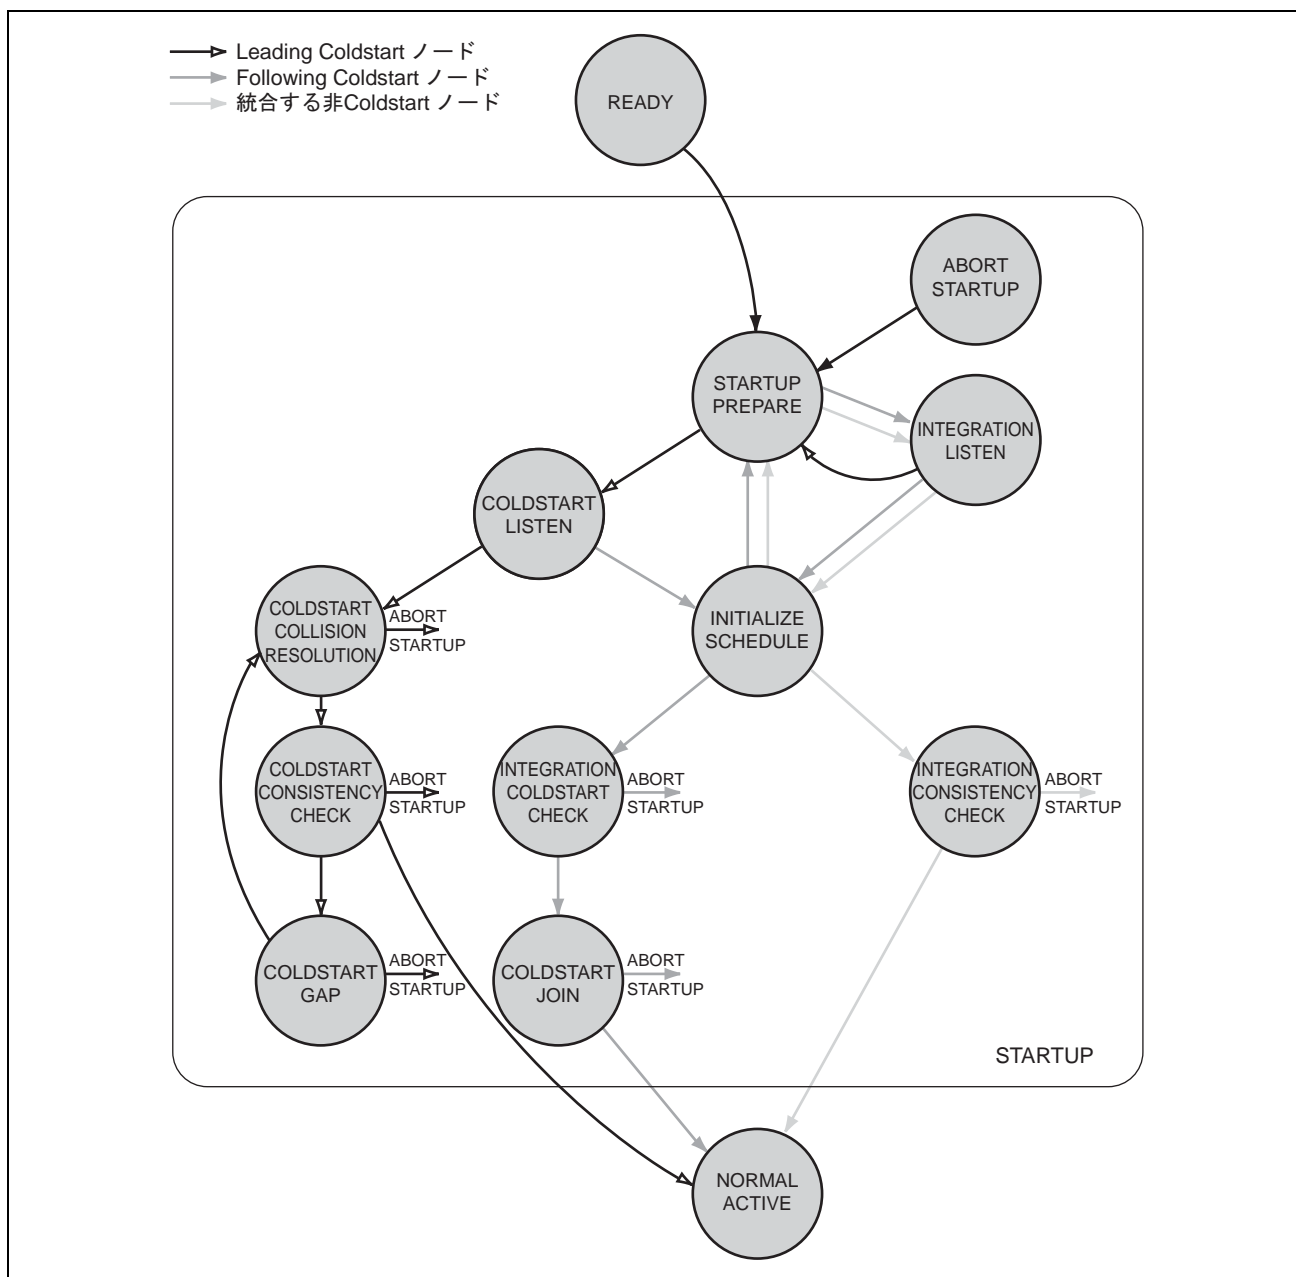 Leading Coldstart ノード
Following Coldstart ノード
統合する非Coldstart ノード
READY
ABORT
STARTUP
STARTUP
PREPARE
INTEGRATION
LISTEN
COLDSTART
LISTEN
COLDSTART
COLLISION
RESOLUTION
ABORT
STARTUP
INITIALIZE
SCHEDULE
COLDSTART
CONSISTENCY
CHECK
ABORT
STARTUP
INTEGRATION
COLDSTART
CHECK
ABORT
STARTUP
INTEGRATION
CONSISTENCY
CHECK
ABORT
STARTUP
COLDSTART
GAP
ABORT
STARTUP
COLDSTART
JOIN
ABORT
STARTUP
STARTUP
NORMAL
ACTIVE